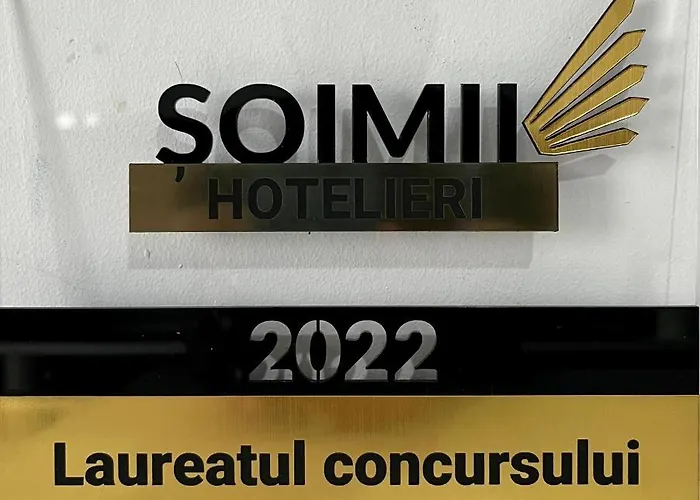 ȘOIMII
HOTELIERI
2022
Laureatul concursului